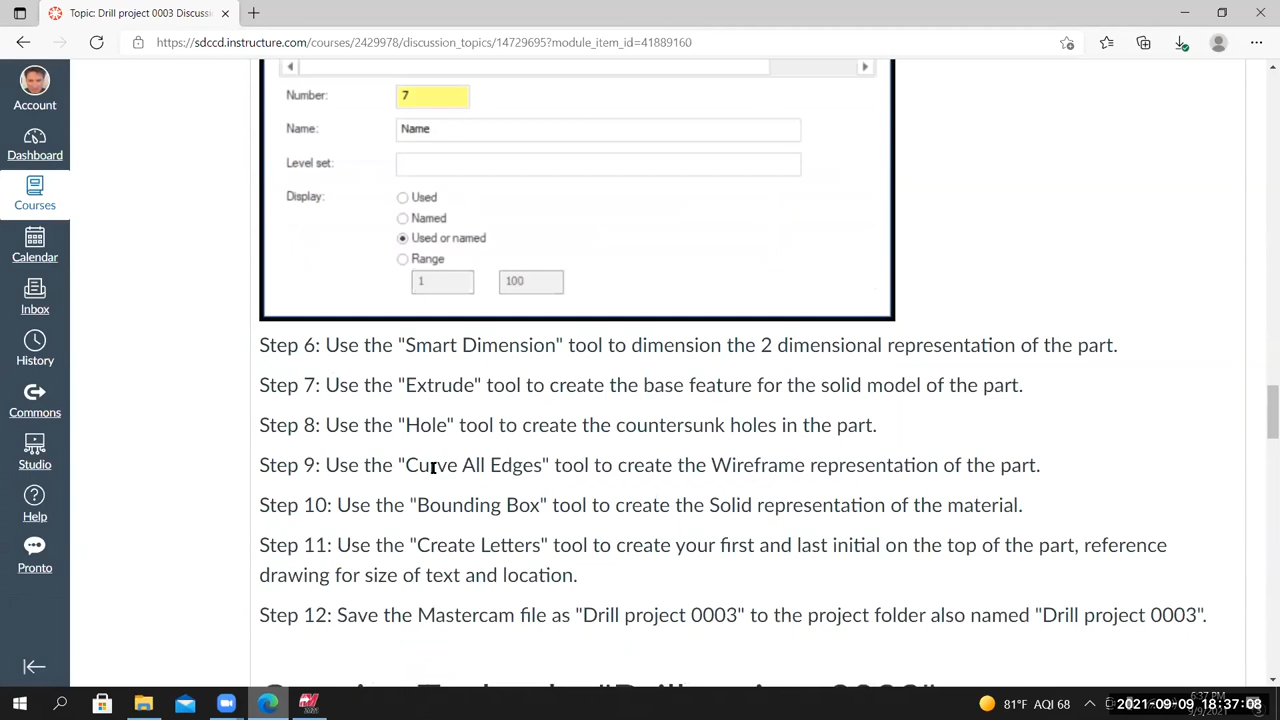 Topic: Drill project 0003 Discussi
https://sdccd.instructure.com/courses/2429978/discussion_topics/14729695?module_item_id=41889160
Account
Dashboard
Courses
Calendar
Inbox
History
Commons
Studio
Help
Pronto
Number: 7
Name: Name
Level set:
Display: Used
Named
Used or named
Range
1 100
Step 6: Use the "Smart Dimension" tool to dimension the 2 dimensional representation of the part.
Step 7: Use the "Extrude" tool to create the base feature for the solid model of the part.
Step 8: Use the "Hole" tool to create the countersunk holes in the part.
Step 9: Use the "Curve All Edges" tool to create the Wireframe representation of the part.
Step 10: Use the "Bounding Box" tool to create the Solid representation of the material.
Step 11: Use the "Create Letters" tool to create your first and last initial on the top of the part, reference
drawing for size of text and location.
Step 12: Save the Mastercam file as "Drill project 0003" to the project folder also named "Drill project 0003".
81°F AQI 68
6:37 PM
2021-09-09 18:37:08
9/9/2021